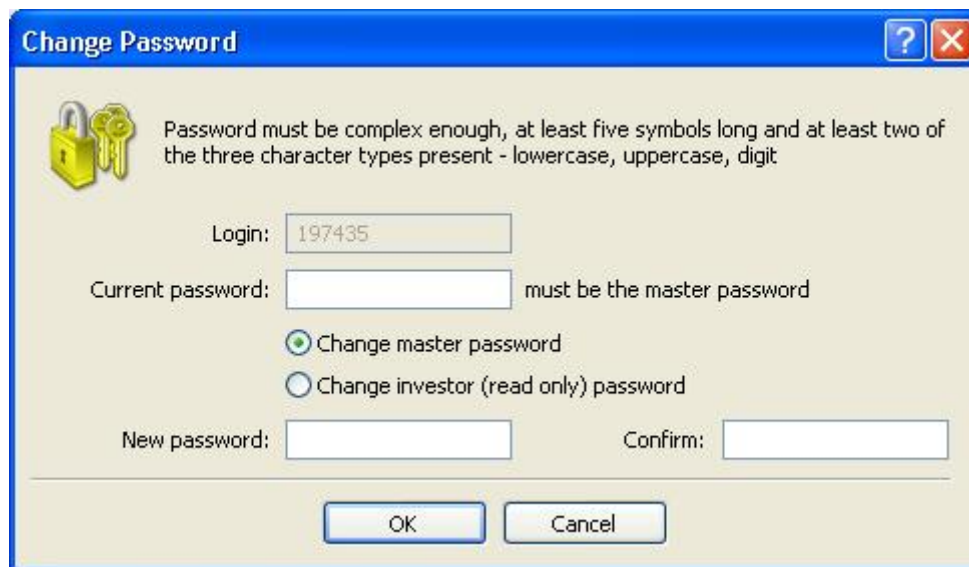 Change Password
?
Password must be complex enough, at least five symbols long and at least two of
the three character types present - lowercase, uppercase, digit
Login: 197435
Current password: must be the master password
Change master password
Change investor (read only) password
New password: Confirm:
OK Cancel